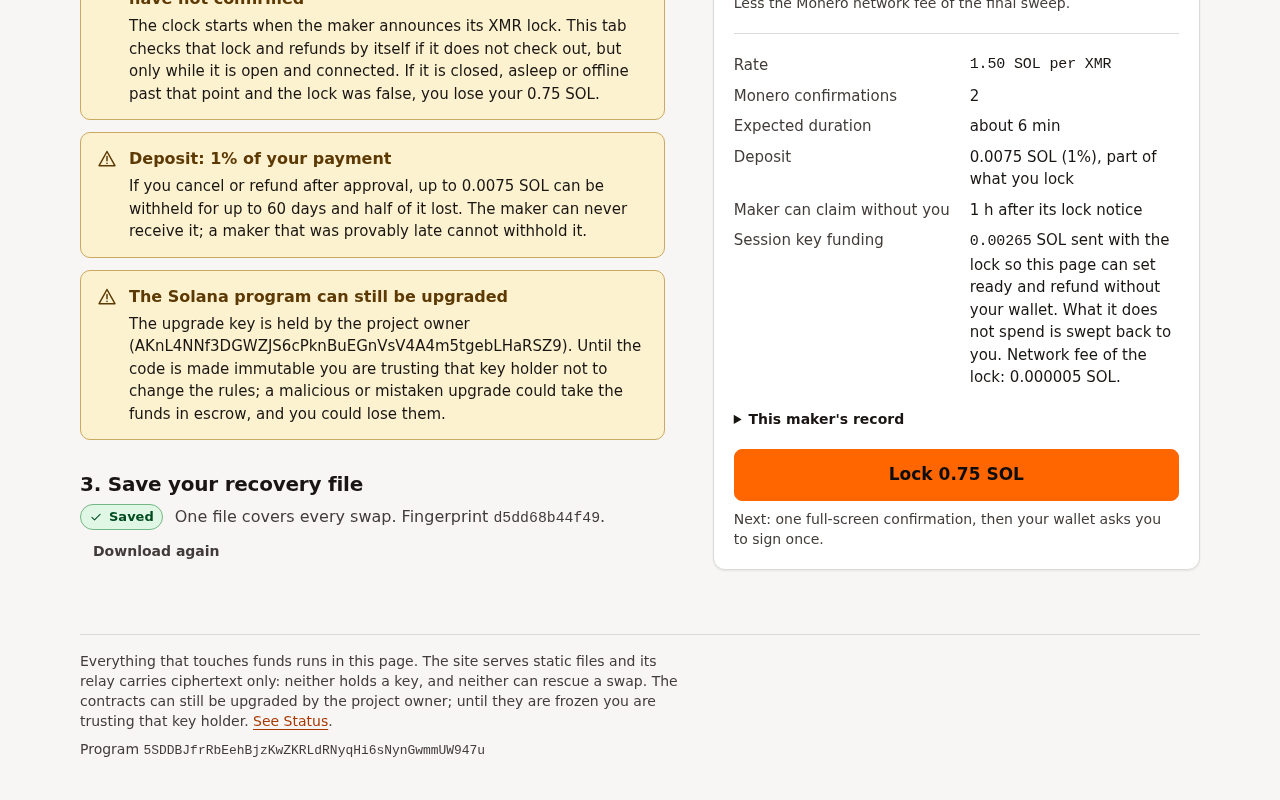 have not confirmed
The clock starts when the maker announces its XMR lock. This tab
checks that lock and refunds by itself if it does not check out, but
only while it is open and connected. If it is closed, asleep or offline
past that point and the lock was false, you lose your 0.75 SOL.
Deposit: 1% of your payment
If you cancel or refund after approval, up to 0.0075 SOL can be
withheld for up to 60 days and half of it lost. The maker can never
receive it; a maker that was provably late cannot withhold it.
The Solana program can still be upgraded
The upgrade key is held by the project owner
(AKnL4NNf3DGWZJS6cPknBuEGnVsV4A4m5tgebLHaRSZ9). Until the
code is made immutable you are trusting that key holder not to
change the rules; a malicious or mistaken upgrade could take the
funds in escrow, and you could lose them.
3. Save your recovery file
Saved One file covers every swap. Fingerprint d5dd68b44f49.
Download again
Less the Monero network fee of the final sweep.
Rate 1.50 SOL per XMR
Monero confirmations 2
Expected duration about 6 min
Deposit 0.0075 SOL (1%), part of
what you lock
Maker can claim without you 1 h after its lock notice
Session key funding 0.00265 SOL sent with the
lock so this page can set
ready and refund without
your wallet. What it does
not spend is swept back to
you. Network fee of the
lock: 0.000005 SOL.
This maker's record
Lock 0.75 SOL
Next: one full-screen confirmation, then your wallet asks you
to sign once.
Everything that touches funds runs in this page. The site serves static files and its
relay carries ciphertext only: neither holds a key, and neither can rescue a swap. The
contracts can still be upgraded by the project owner; until they are frozen you are
trusting that key holder. See Status.
Program 5SDDBJfrRbEehBjzKwZKRLdRNyqHi6sNynGwmmUW947u